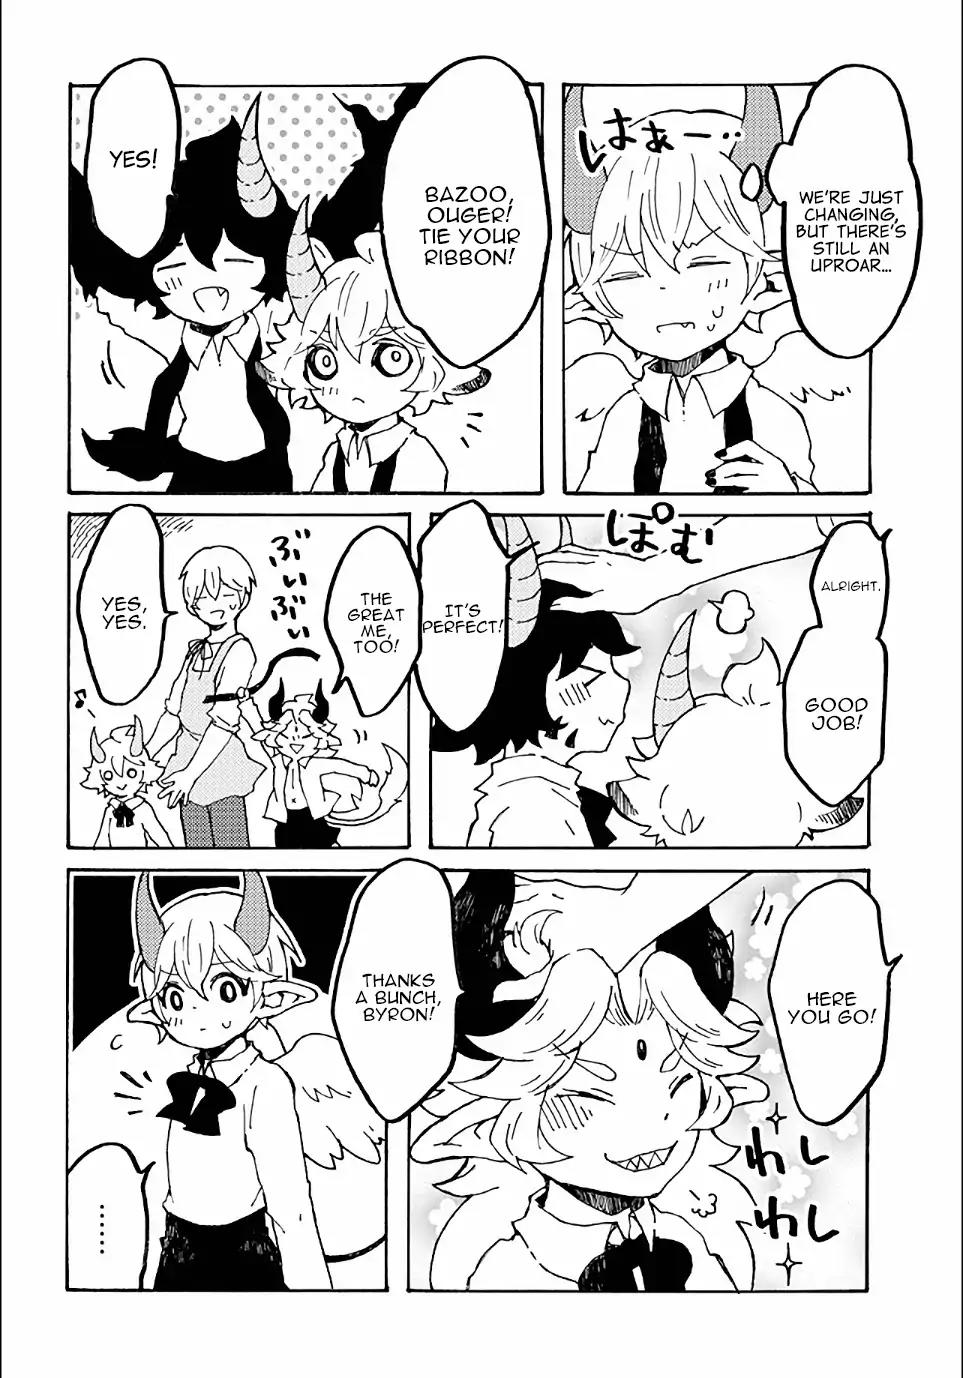 はぁー…
WE'RE JUST
CHANGING,
BUT THERE'S
STILL AN
UPROAR...
BAZOO,
OUGER!
TIE YOUR
RIBBON!
YES!
ALRIGHT.
GOOD
JOB!
ぽむ
IT'S
PERFECT!
THE
GREAT
ME,
TOO!
ぶいぶい
YES,
YES.
HERE
YOU GO!
わし
わし
THANKS
A BUNCH,
BYRON!
......